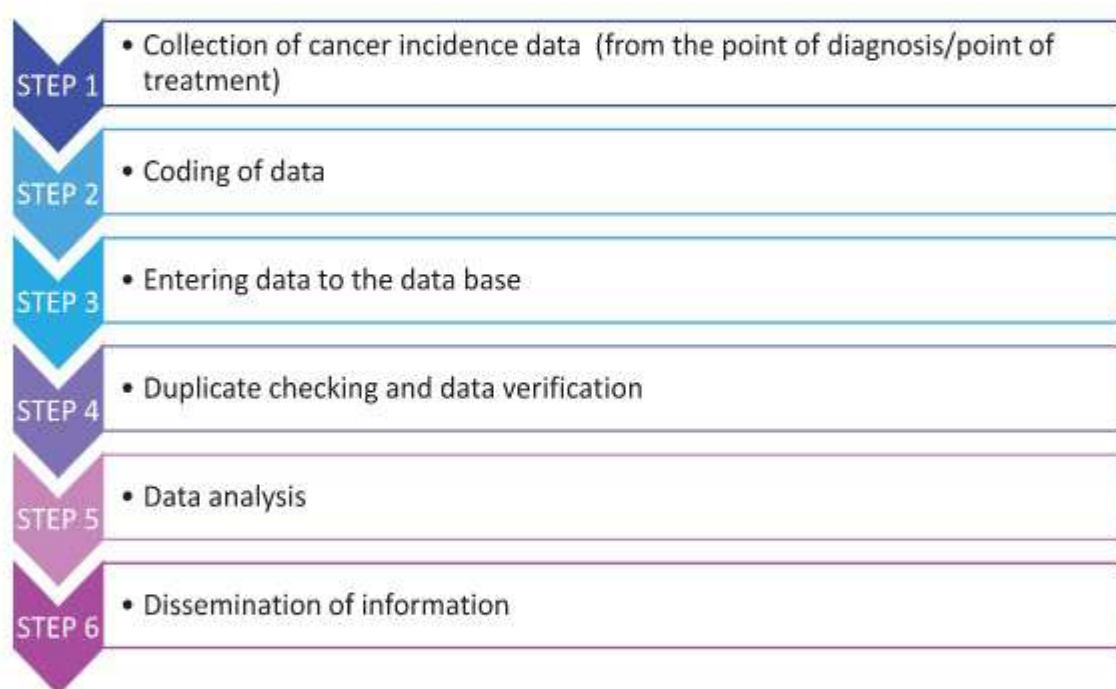 STEP 1
• Collection of cancer incidence data (from the point of diagnosis/point of
treatment)
STEP 2
• Coding of data
STEP 3
• Entering data to the data base
STEP 4
• Duplicate checking and data verification
STEP 5
• Data analysis
STEP 6
• Dissemination of information